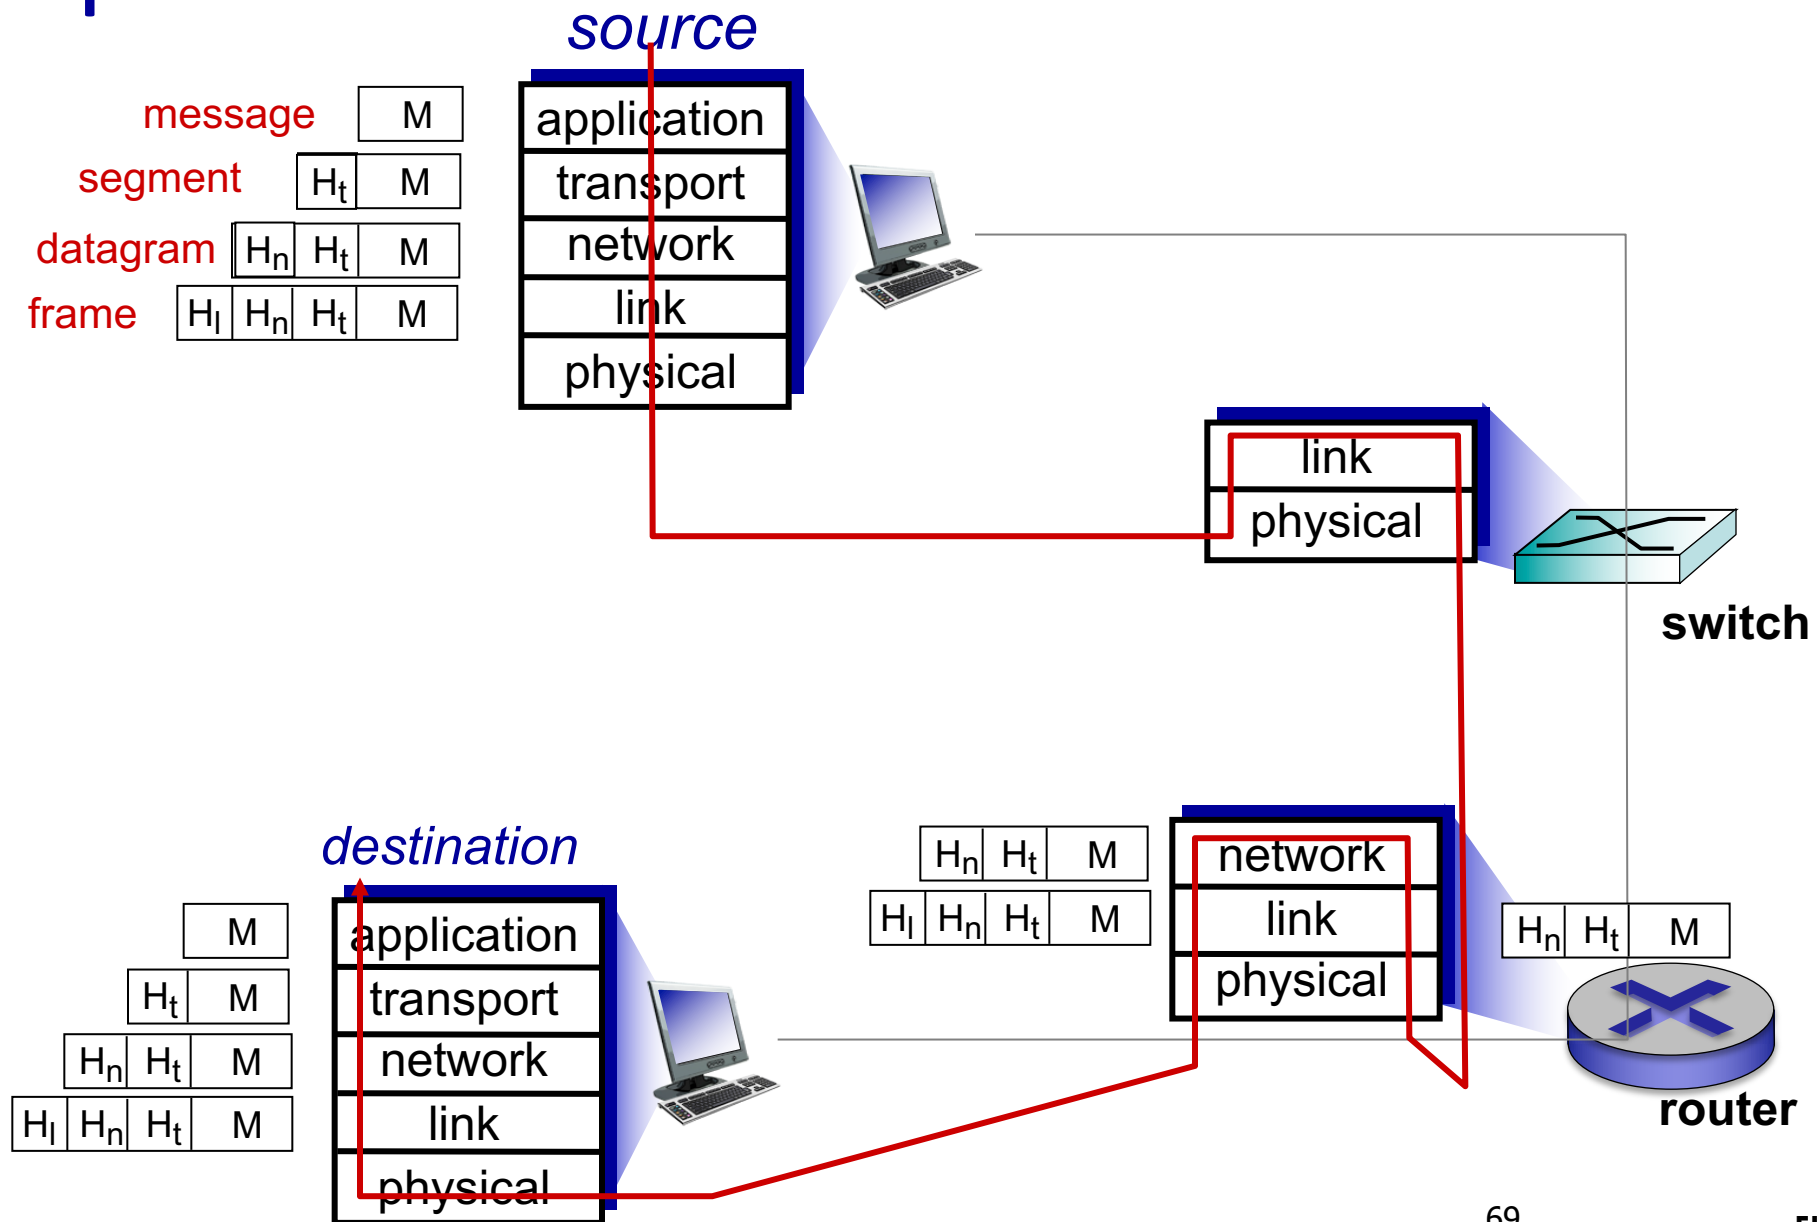 source
message M
segment Ht M
datagram Hn Ht M
frame Hl Hn Ht M
application
transport
network
link
physical
link
physical
switch
destination
M
Ht M
Hn Ht M
Hl Hn Ht M
application
transport
network
link
physical
Hn Ht M
Hl Hn Ht M
network
link
physical
Hn Ht M
router
69